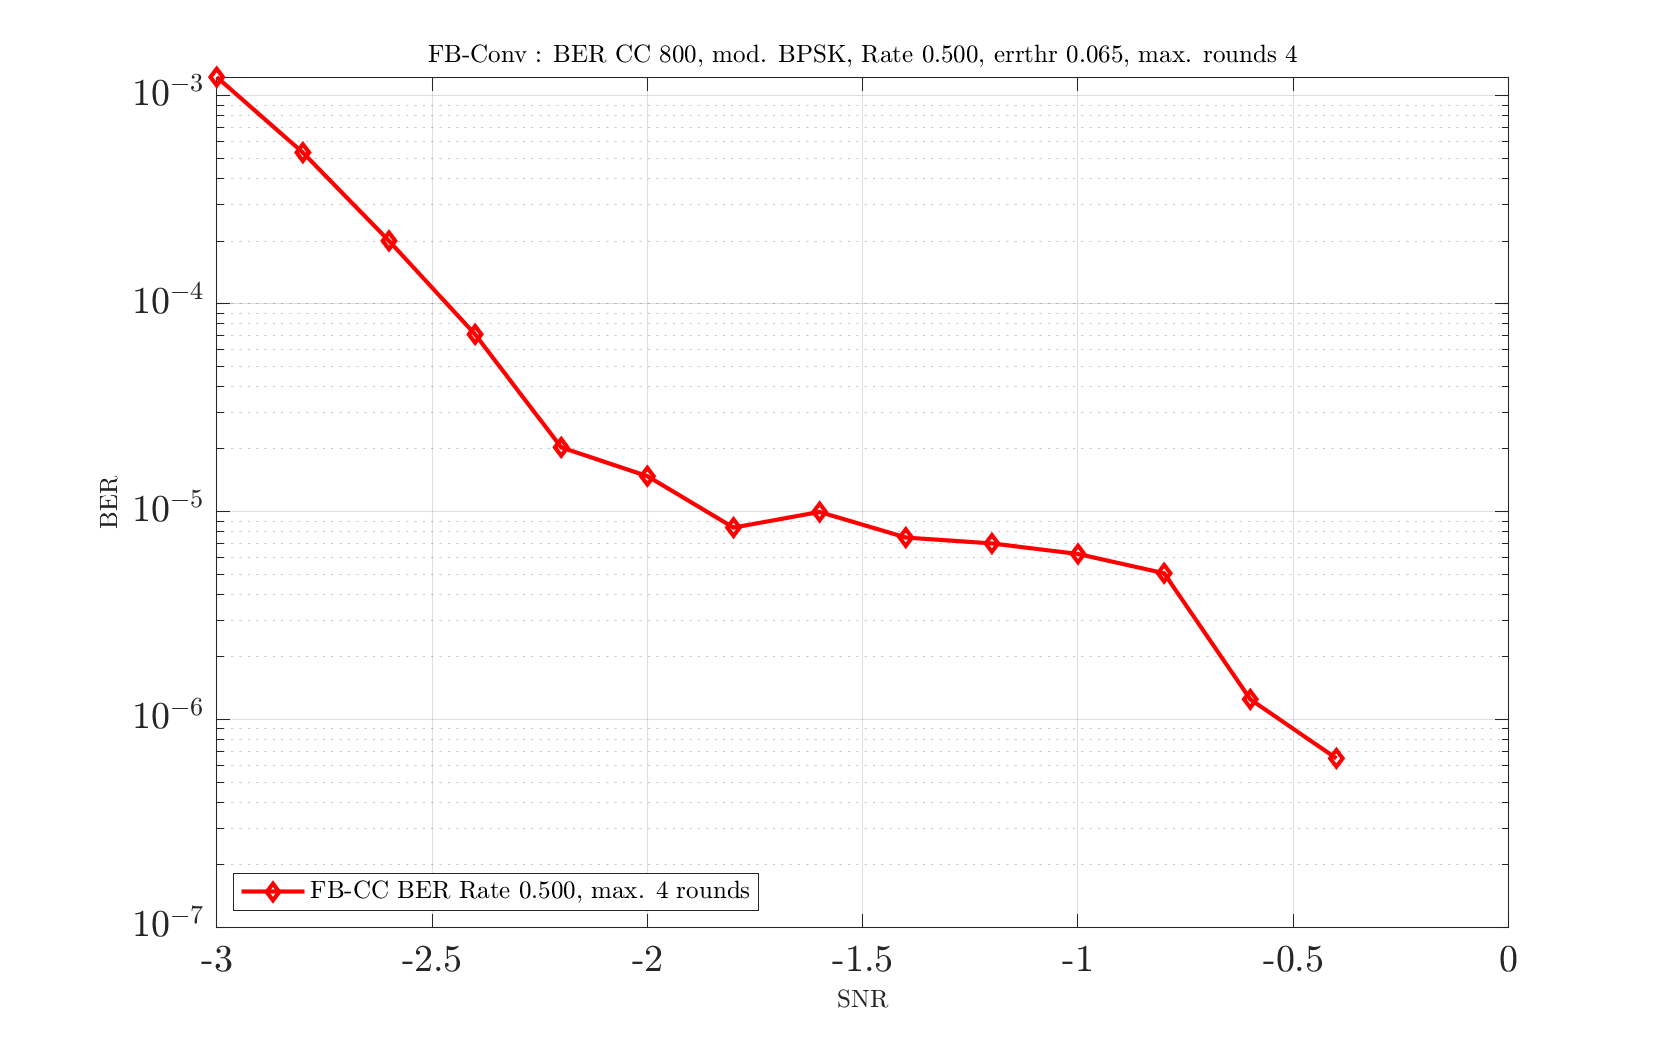 FB-Conv : BER CC 800, mod. BPSK, Rate 0.500, errthr 0.065, max. rounds 4
10^{-3}
10^{-4}
10^{-5}
10^{-6}
10^{-7}
BER
FB-CC BER Rate 0.500, max. 4 rounds
-3 -2.5 -2 -1.5 -1 -0.5 0
SNR